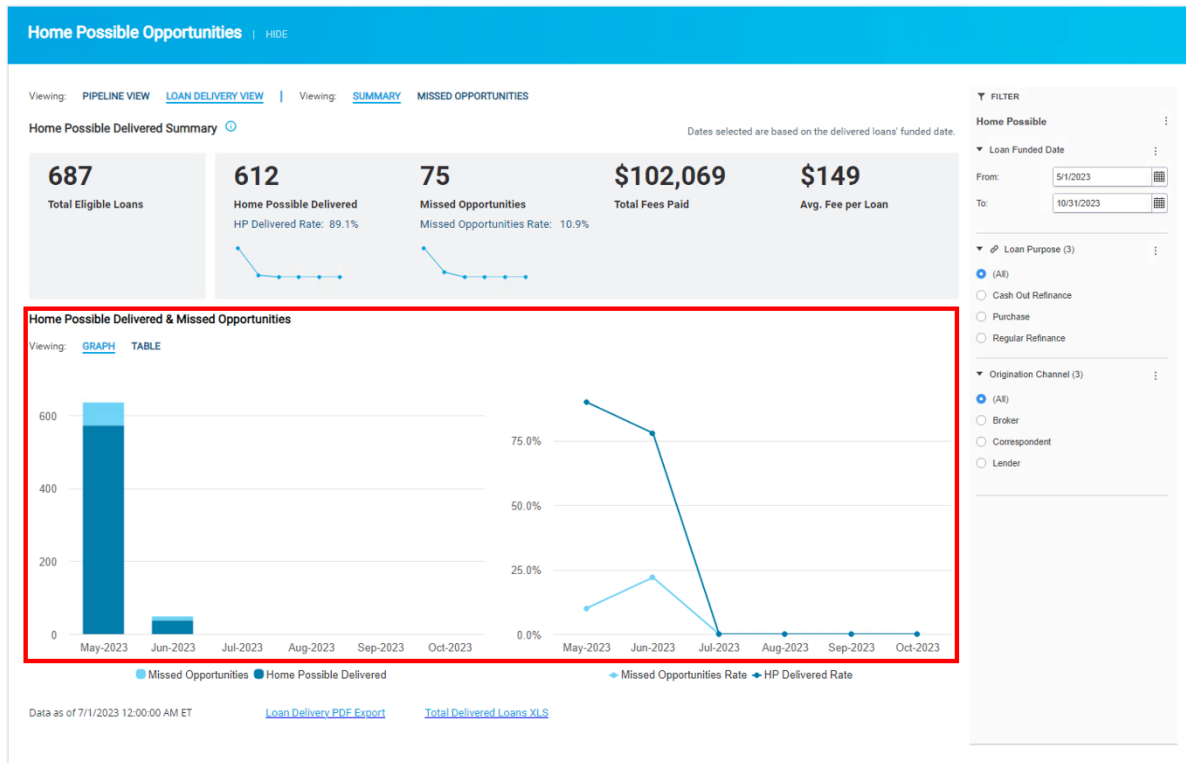 Home Possible Opportunities | HIDE
Viewing: PIPELINE VIEW LOAN DELIVERY VIEW | Viewing: SUMMARY MISSED OPPORTUNITIES
Home Possible Delivered Summary
Dates selected are based on the delivered loans' funded date.
687 612 75 $102,069 $149
Total Eligible Loans Home Possible Delivered Missed Opportunities Total Fees Paid Avg. Fee per Loan
HP Delivered Rate: 89.1% Missed Opportunities Rate: 10.9%
Home Possible Delivered & Missed Opportunities
Viewing: GRAPH TABLE
600
400
200
0
May-2023 Jun-2023 Jul-2023 Aug-2023 Sep-2023 Oct-2023
Missed Opportunities Home Possible Delivered
75.0%
50.0%
25.0%
0.0%
May-2023 Jun-2023 Jul-2023 Aug-2023 Sep-2023 Oct-2023
Missed Opportunities Rate HP Delivered Rate
Data as of 7/1/2023 12:00:00 AM ET Loan Delivery PDF Export Total Delivered Loans XLS
FILTER
Home Possible
Loan Funded Date
From: 5/1/2023
To: 10/31/2023
Loan Purpose (3)
(All)
Cash Out Refinance
Purchase
Regular Refinance
Origination Channel (3)
(All)
Broker
Correspondent
Lender